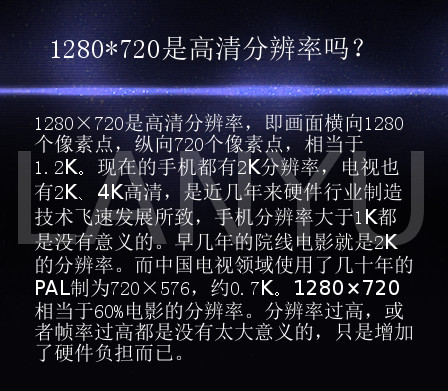 1280*720是高清分辨率吗？
1280×720是高清分辨率，即画面横向1280
个像素点，纵向720个像素点，相当于
1.2K。现在的手机都有2K分辨率，电视也
有2K、4K高清，是近几年来硬件行业制造
技术飞速发展所致，手机分辨率大于1K都
是没有意义的。早几年的院线电影就是2K
的分辨率。而中国电视领域使用了几十年的
PAL制为720×576，约0.7K。1280×720
相当于60%电影的分辨率。分辨率过高，或
者帧率过高都是没有太大意义的，只是增加
了硬件负担而已。
LANYU